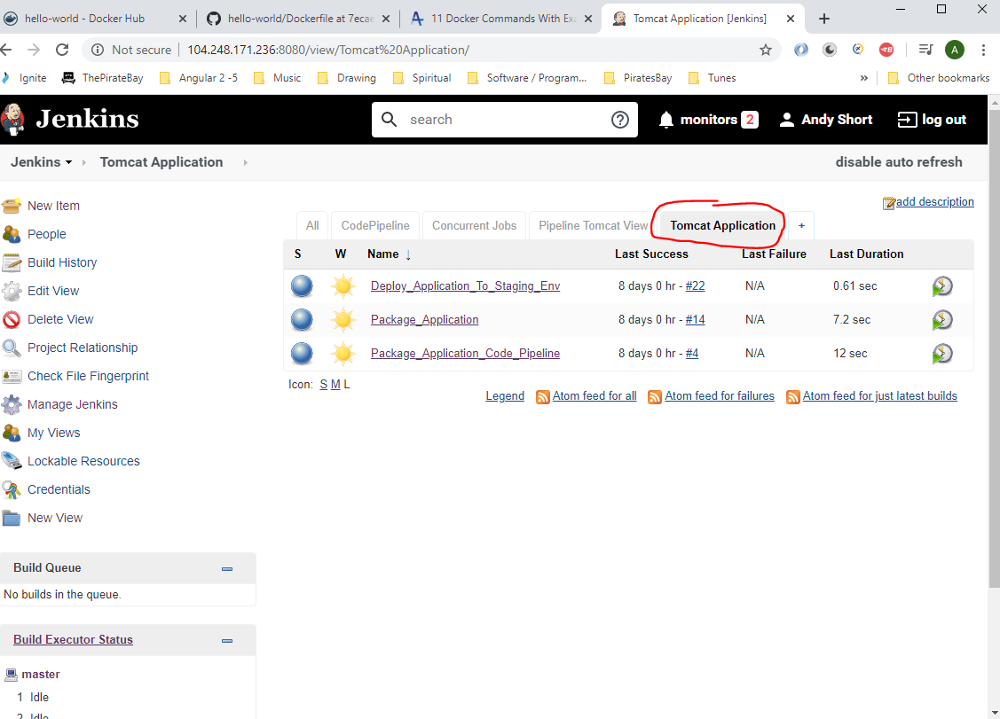 hello-world - Docker Hub
hello-world/Dockerfile at 7ecae
11 Docker Commands With Exa
Tomcat Application [Jenkins]
Not secure 104.248.171.236:8080/view/Tomcat%20Application/
A
Ignite ThePirateBay Angular 2 -5 Music Drawing Spiritual Software / Program... PiratesBay Tunes » Other bookmarks
Jenkins search monitors 2 Andy Short log out
Jenkins Tomcat Application disable auto refresh
New Item
People
Build History
Edit View
Delete View
Project Relationship
Check File Fingerprint
Manage Jenkins
My Views
Lockable Resources
Credentials
New View
Build Queue
No builds in the queue.
Build Executor Status
master
1 Idle
2 Idle
add description
All CodePipeline Concurrent Jobs Pipeline Tomcat View Tomcat Application +
S W Name ↓ Last Success Last Failure Last Duration
Deploy_Application_To_Staging_Env 8 days 0 hr - #22 N/A 0.61 sec
Package_Application 8 days 0 hr - #14 N/A 7.2 sec
Package_Application_Code_Pipeline 8 days 0 hr - #4 N/A 12 sec
Icon: S M L
Legend Atom feed for all Atom feed for failures Atom feed for just latest builds